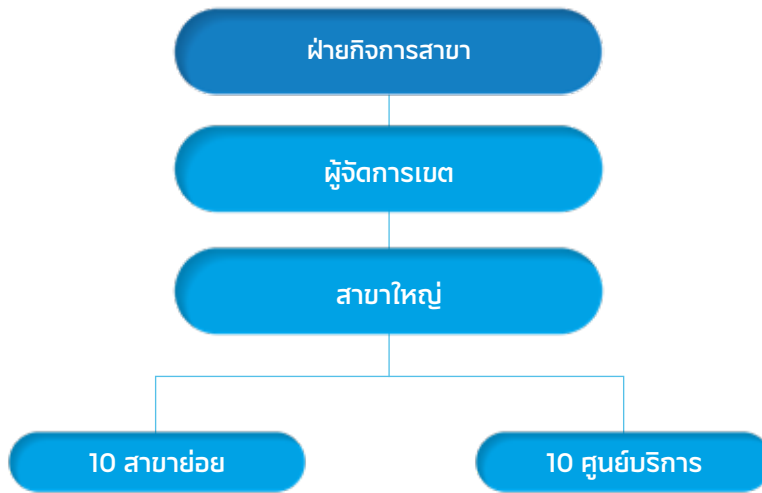 ฝ่ายกิจการสาขา
ผู้จัดการเขต
สาขาใหญ่
10 สาขาย่อย
10 ศูนย์บริการ